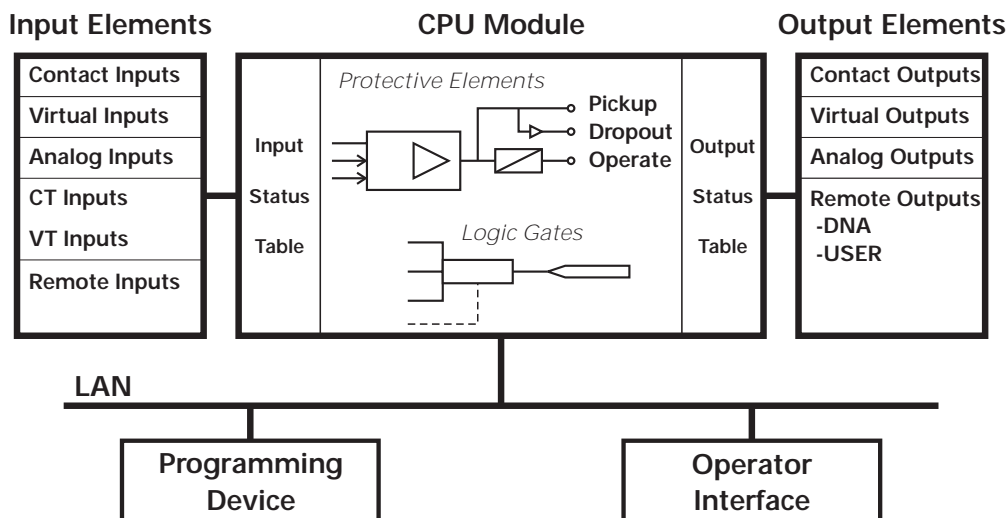 Input Elements
CPU Module
Output Elements
Contact Inputs
Virtual Inputs
Analog Inputs
CT Inputs
VT Inputs
Remote Inputs
Input
Status
Table
Protective Elements
Pickup
Dropout
Operate
Logic Gates
Output
Status
Table
Contact Outputs
Virtual Outputs
Analog Outputs
Remote Outputs
-DNA
-USER
LAN
Programming
Device
Operator
Interface